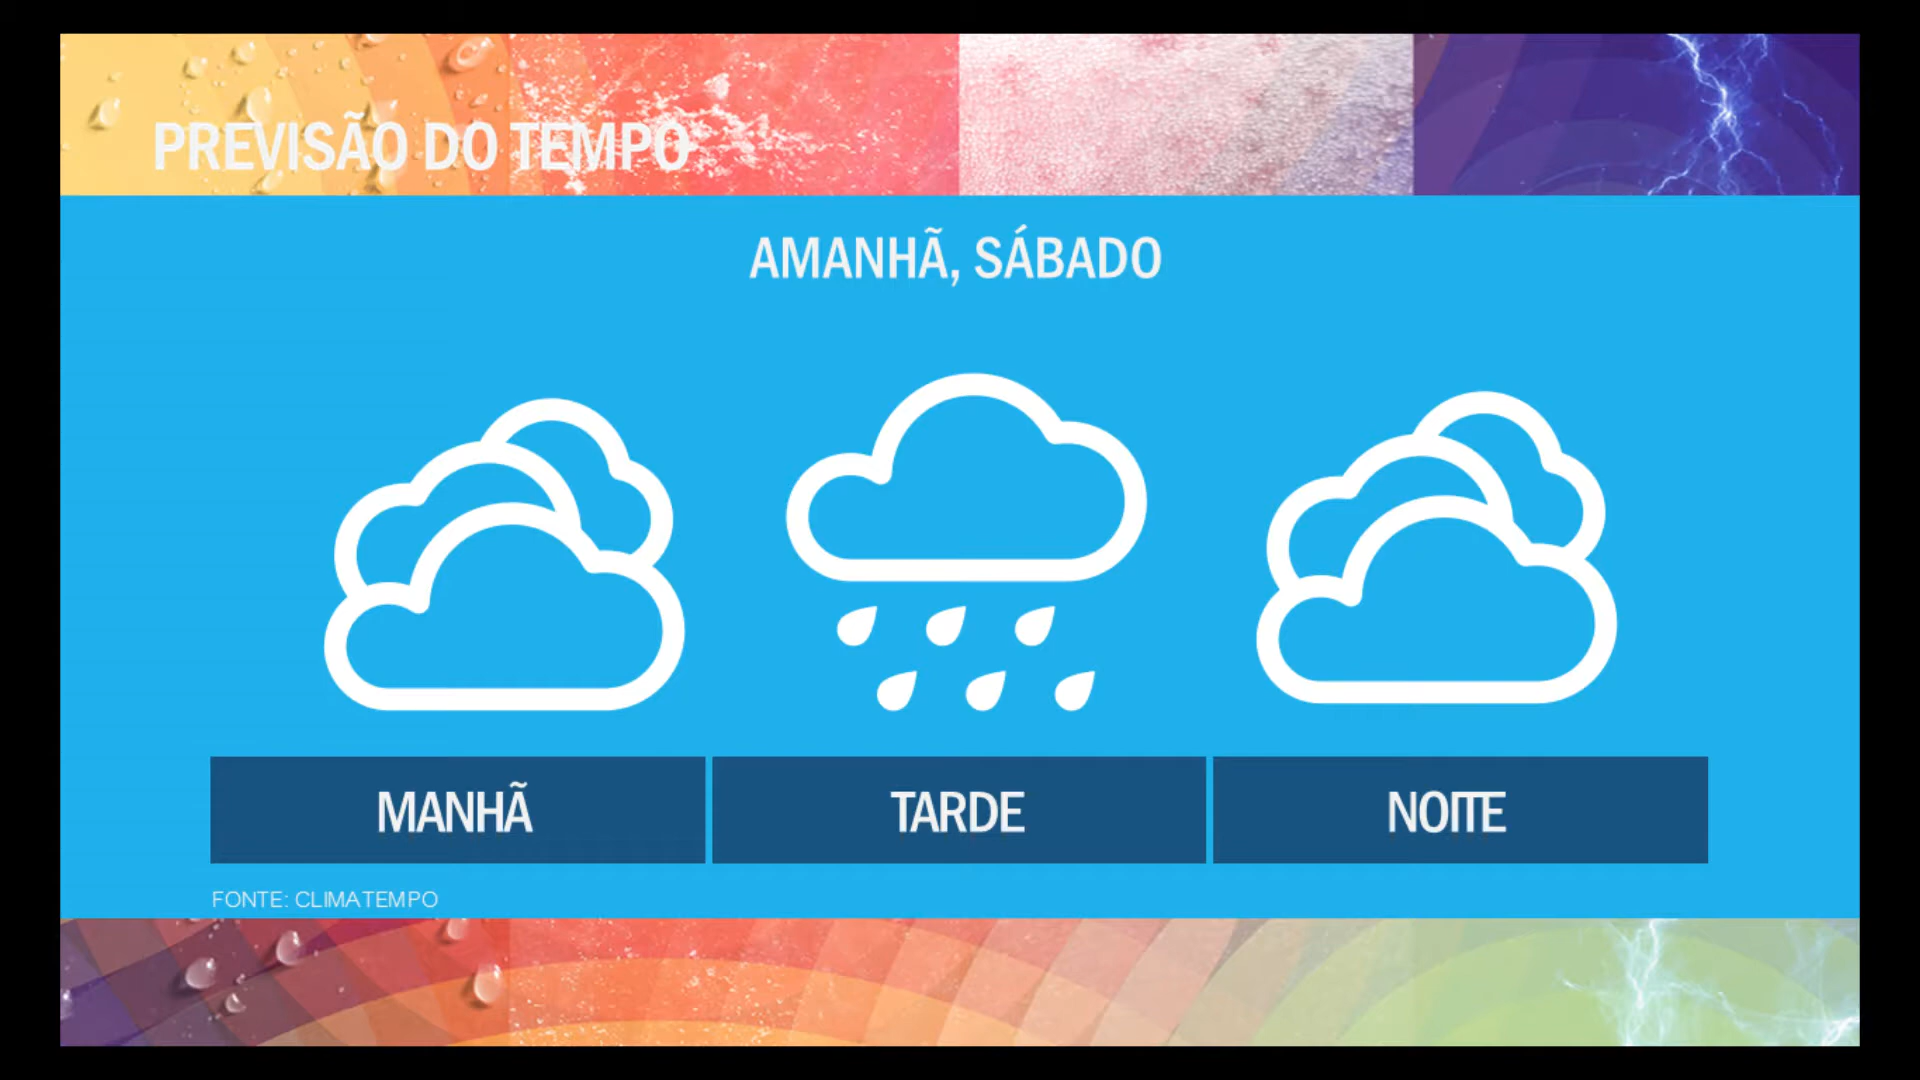 PREVISÃO DO TEMPO
AMANHÃ, SÁBADO
MANHÃ
TARDE
NOITE
FONTE: CLIMATEMPO